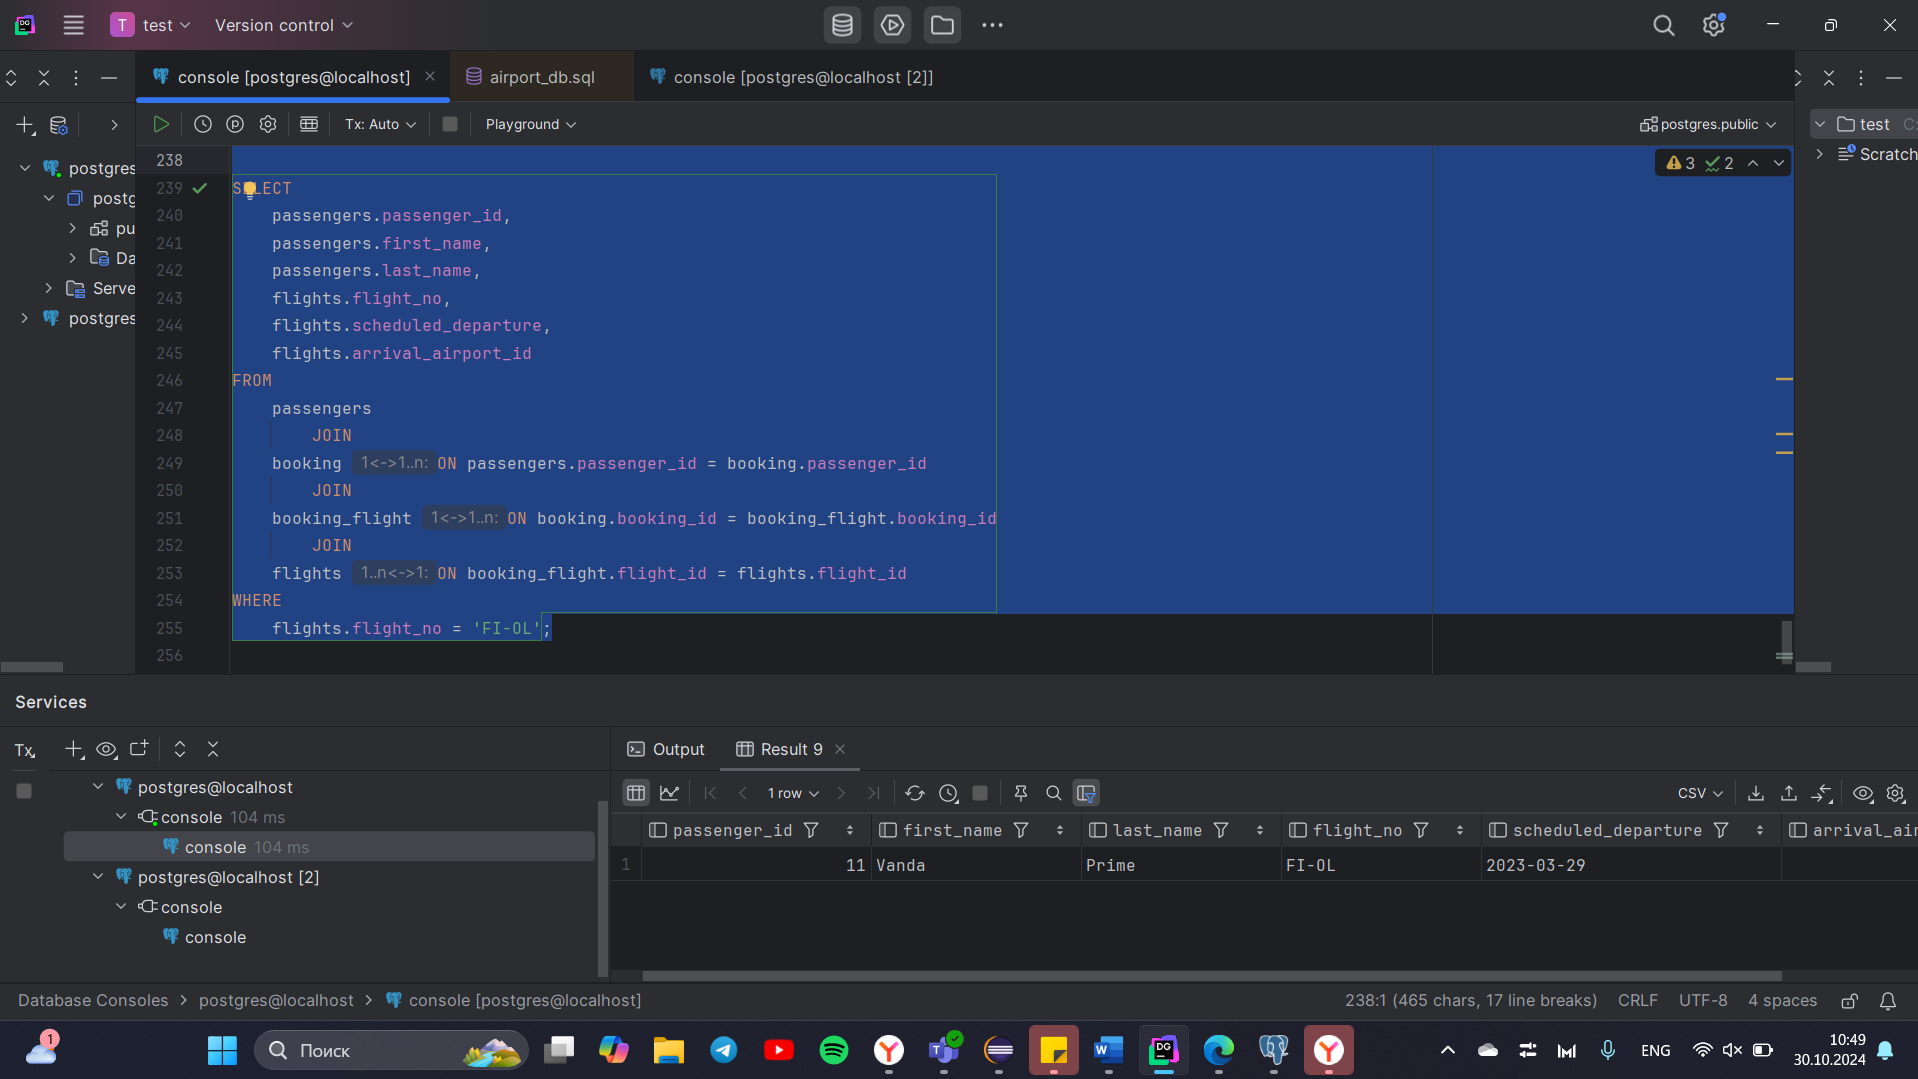 T test Version control
console [postgres@localhost] airport_db.sql console [postgres@localhost [2]]
Tx: Auto Playground postgres.public
test C:
Scratch
postgres
postg
pu
Da
Serve
postgres
3 2
238
239 SELECT
240 passengers.passenger_id,
241 passengers.first_name,
242 passengers.last_name,
243 flights.flight_no,
244 flights.scheduled_departure,
245 flights.arrival_airport_id
246 FROM
247 passengers
248 JOIN
249 booking 1<->1..n: ON passengers.passenger_id = booking.passenger_id
250 JOIN
251 booking_flight 1<->1..n: ON booking.booking_id = booking_flight.booking_id
252 JOIN
253 flights 1..n<->1: ON booking_flight.flight_id = flights.flight_id
254 WHERE
255 flights.flight_no = 'FI-OL';
256
Services
Tx
postgres@localhost
console 104 ms
console 104 ms
postgres@localhost [2]
console
console
Output Result 9
1 row CSV
passenger_id first_name last_name flight_no scheduled_departure arrival_air
1 11 Vanda Prime FI-OL 2023-03-29
Database Consoles > postgres@localhost > console [postgres@localhost]
238:1 (465 chars, 17 line breaks) CRLF UTF-8 4 spaces
1 Поиск ENG 10:49
30.10.2024